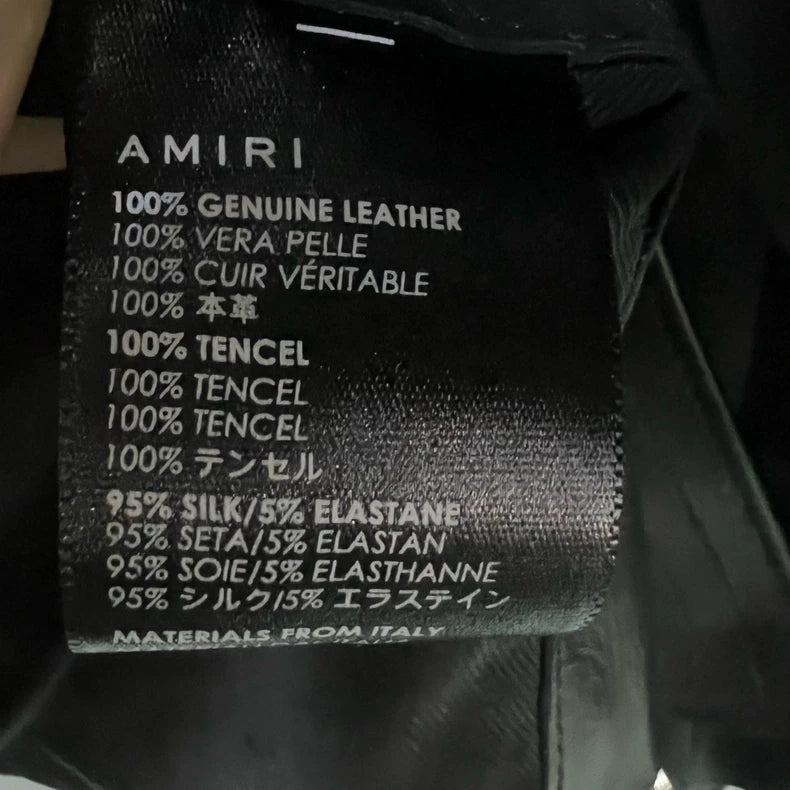 AMIRI
100% GENUINE LEATHER
100% VERA PELLE
100% CUIR VÉRITABLE
100% 本革
100% TENCEL
100% TENCEL
100% TENCEL
100% テンセル
95% SILK/5% ELASTANE
95% SETA/5% ELASTAN
95% SOIE/5% ELASTHANNE
95% シルク/5% エラステイン
MATERIALS FROM ITALY